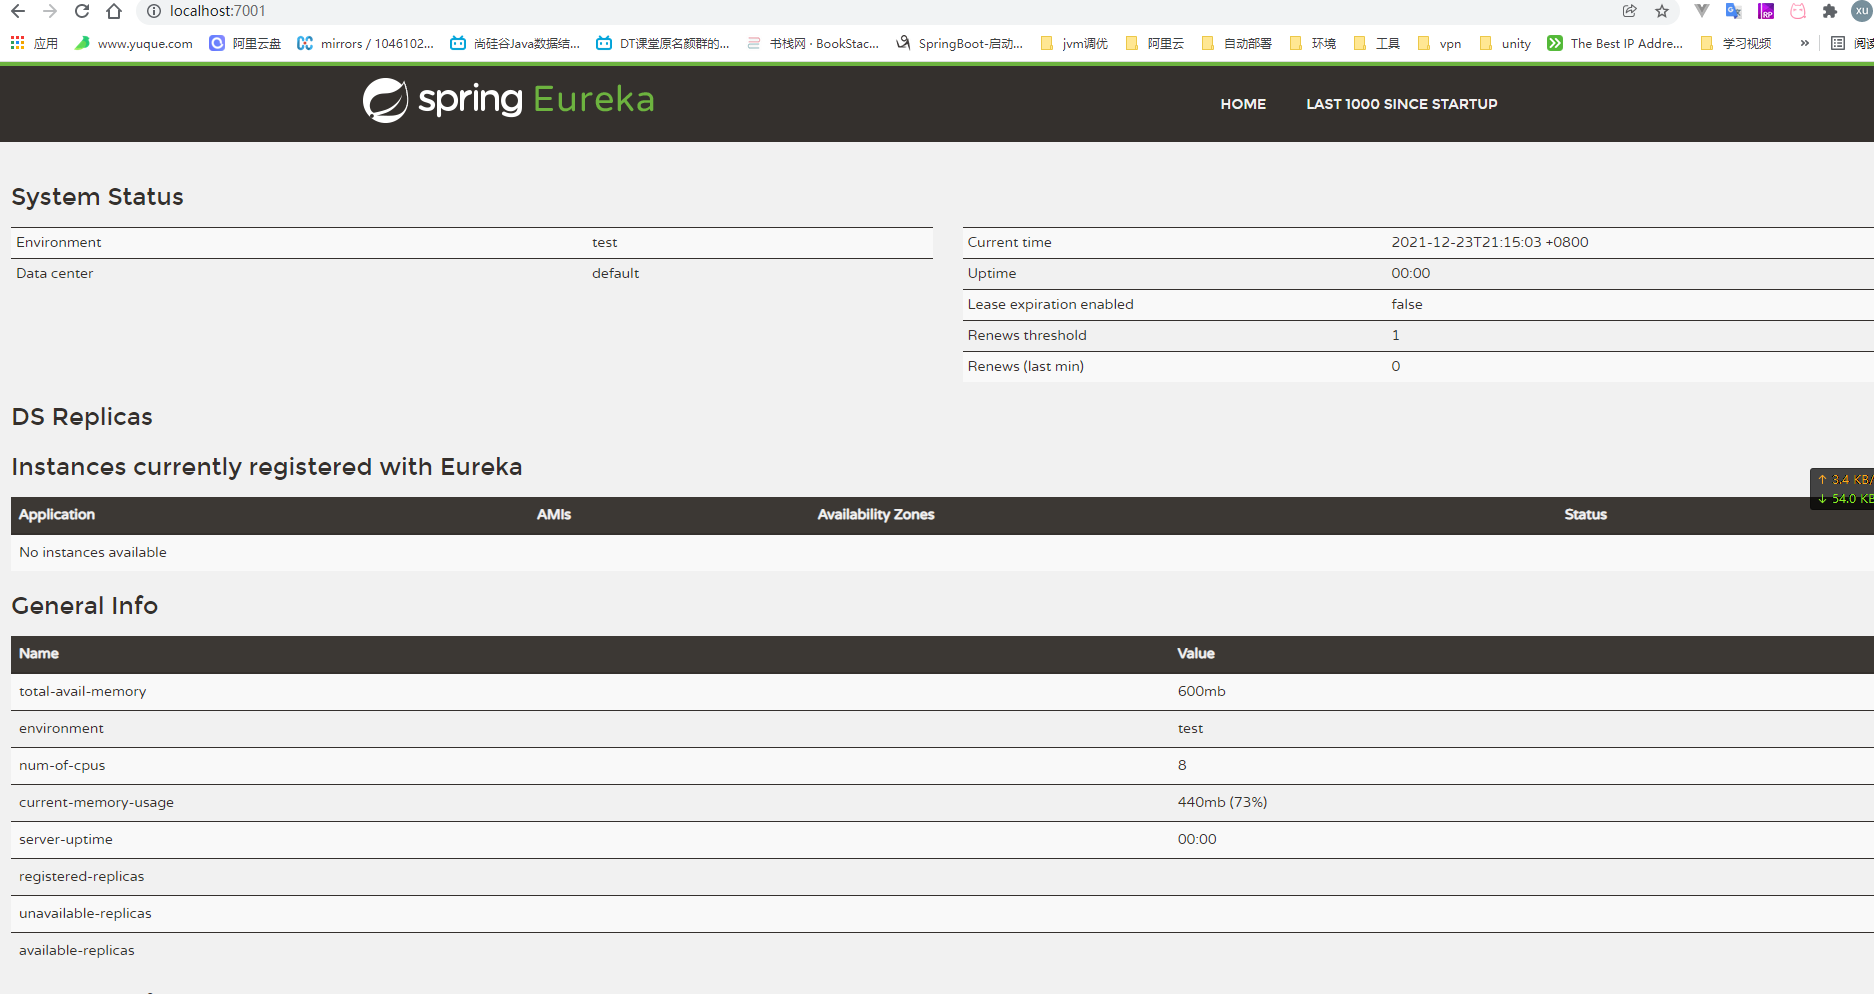 localhost:7001
应用 www.yuque.com 阿里云盘 mirrors / 1046102... 尚硅谷Java数据结... DT课堂原名颜群的... 书栈网 · BookStac... SpringBoot-启动... jvm调优 阿里云 自动部署 环境 工具 vpn unity The Best IP Addre... 学习视频 » 阅读
spring Eureka
HOME LAST 1000 SINCE STARTUP
System Status
Environment test
Data center default
Current time 2021-12-23T21:15:03 +0800
Uptime 00:00
Lease expiration enabled false
Renews threshold 1
Renews (last min) 0
DS Replicas
Instances currently registered with Eureka
↑ 3.4 KB/
↓ 54.0 KB
Application AMIs Availability Zones Status
No instances available
General Info
Name Value
total-avail-memory 600mb
environment test
num-of-cpus 8
current-memory-usage 440mb (73%)
server-uptime 00:00
registered-replicas
unavailable-replicas
available-replicas